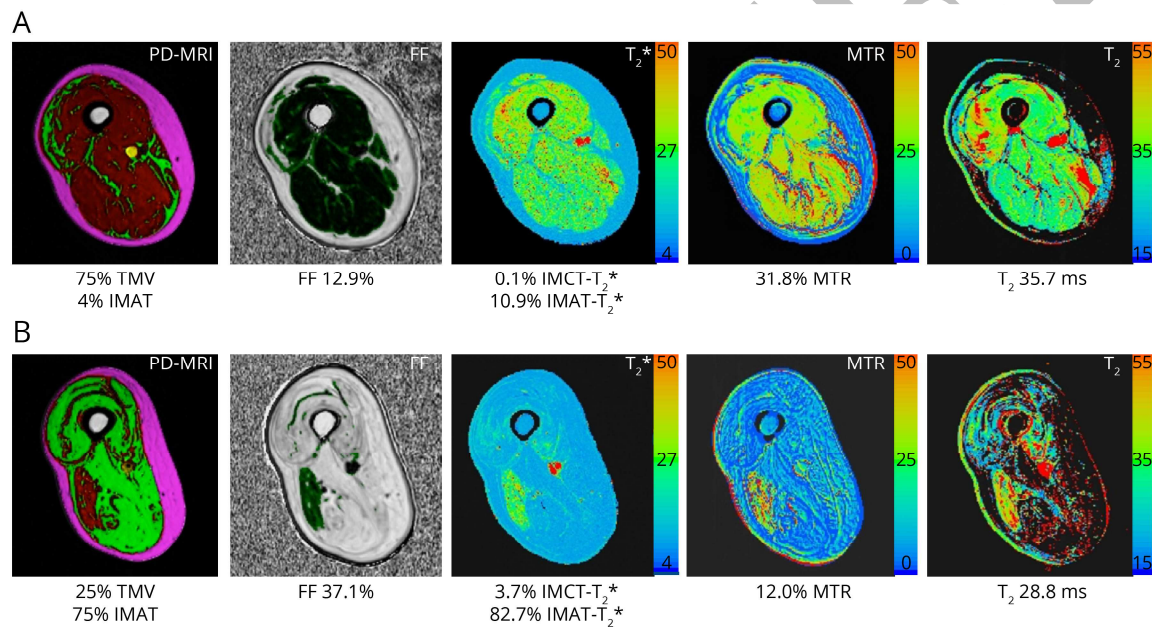 A
PD-MRI
FF
T2*
50
27
4
MTR
50
25
0
T2
55
35
15
75% TMV
4% IMAT
FF 12.9%
0.1% IMCT-T2*
10.9% IMAT-T2*
31.8% MTR
T2 35.7 ms
B
PD-MRI
FF
T2*
50
27
4
MTR
50
25
0
T2
55
35
15
25% TMV
75% IMAT
FF 37.1%
3.7% IMCT-T2*
82.7% IMAT-T2*
12.0% MTR
T2 28.8 ms